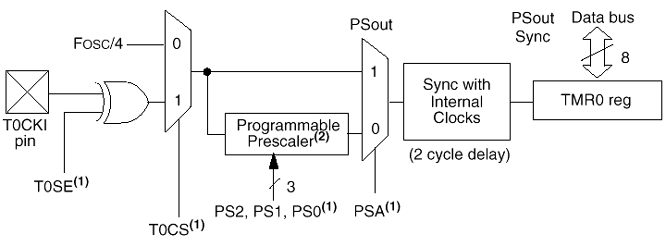 PSout
Data bus
PSout
Sync
8
FOSC/4
0
1
1
0
T0CKI
pin
Programmable
Prescaler(2)
Sync with
Internal
Clocks
TMR0 reg
(2 cycle delay)
T0SE(1)
3
PS2, PS1, PS0(1)
PSA(1)
T0CS(1)